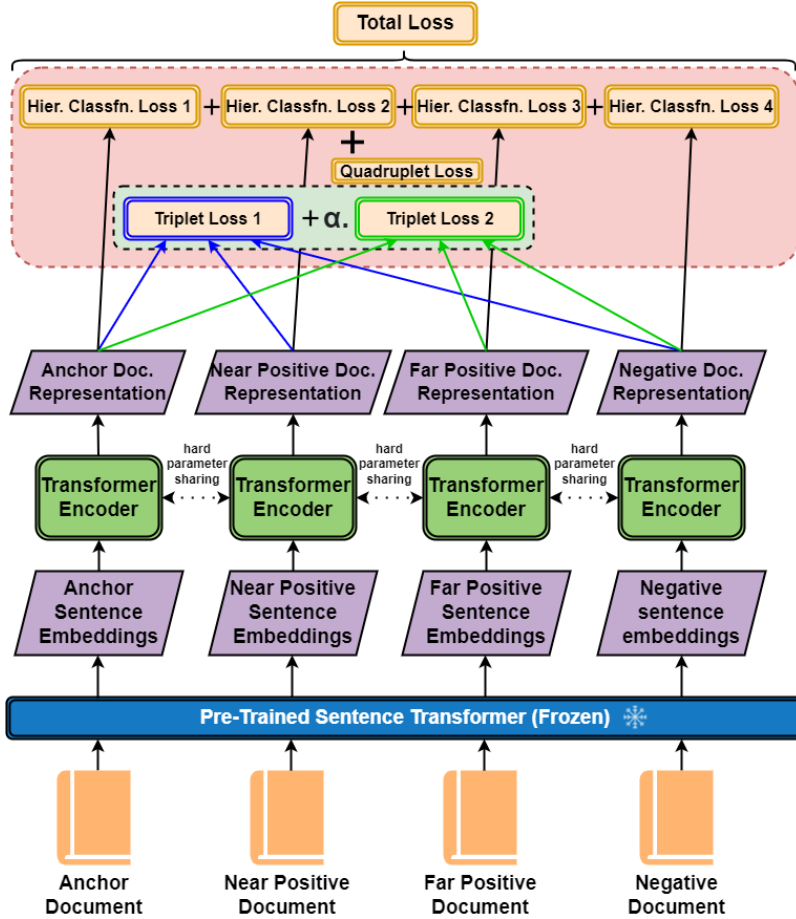 Total Loss
Hier. Classfn. Loss 1 + Hier. Classfn. Loss 2 + Hier. Classfn. Loss 3 + Hier. Classfn. Loss 4
+
Quadruplet Loss
Triplet Loss 1 + α. Triplet Loss 2
Anchor Doc.
Representation
Near Positive Doc.
Representation
Far Positive Doc.
Representation
Negative Doc.
Representation
Transformer
Encoder
hard
parameter
sharing
Transformer
Encoder
hard
parameter
sharing
Transformer
Encoder
hard
parameter
sharing
Transformer
Encoder
Anchor
Sentence
Embeddings
Near Positive
Sentence
Embeddings
Far Positive
Sentence
Embeddings
Negative
sentence
embeddings
Pre-Trained Sentence Transformer (Frozen)
Anchor
Document
Near Positive
Document
Far Positive
Document
Negative
Document